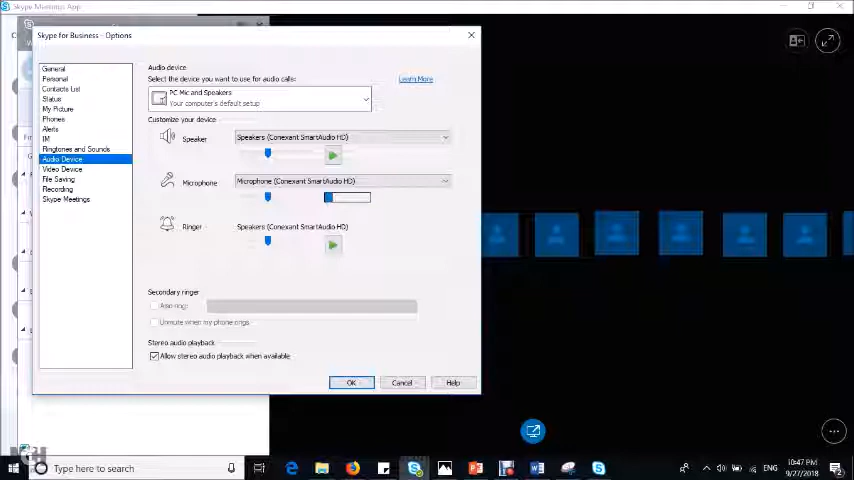 Skype Meetings App
Skype for Business - Options
General
Personal
Contacts List
Status
My Picture
Phones
Alerts
IM
Ringtones and Sounds
Audio Device
Video Device
File Saving
Recording
Skype Meetings
Audio device
Select the device you want to use for audio calls:
Learn More
PC Mic and Speakers
Your computer's default setup
Customize your device
Speaker
Speakers (Conexant SmartAudio HD)
Microphone
Microphone (Conexant SmartAudio HD)
Ringer
Speakers (Conexant SmartAudio HD)
Secondary ringer
Also ring:
Unmute when my phone rings
Stereo audio playback
Allow stereo audio playback when available
OK
Cancel
Help
Type here to search
ENG
10:47 PM
9/27/2018
2